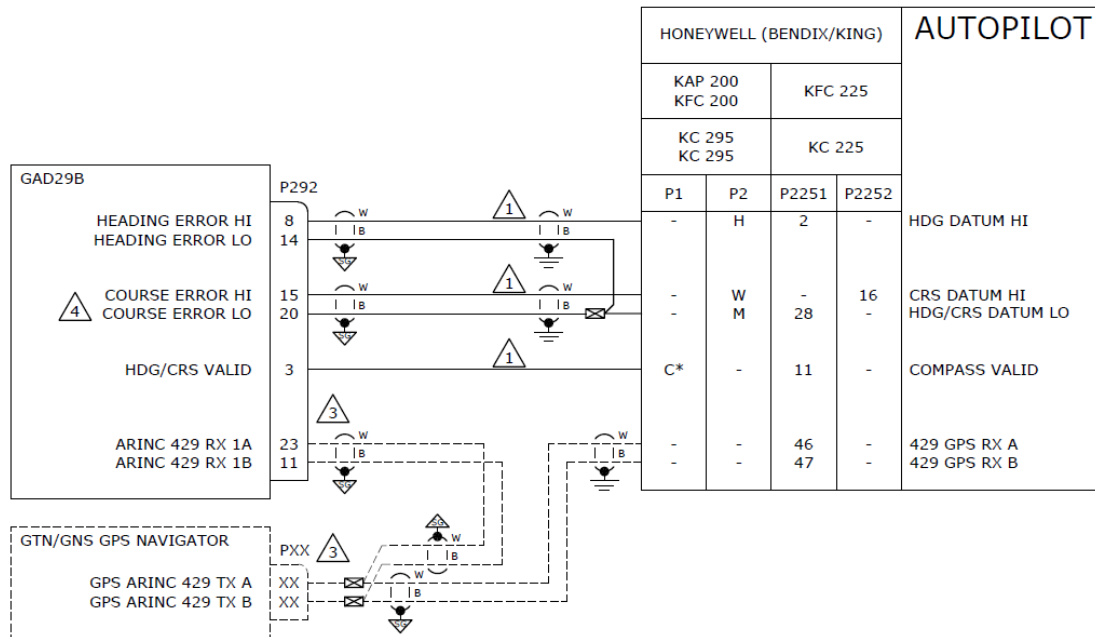 HONEYWELL (BENDIX/KING) AUTOPILOT
KAP 200 KFC 225
KFC 200
KC 295 KC 225
KC 295
P1 P2 P2251 P2252
GAD29B
P292
HEADING ERROR HI 8 W 1 W - H 2 - HDG DATUM HI
HEADING ERROR LO 14 B B
SG
COURSE ERROR HI 15 W 1 W - W - 16 CRS DATUM HI
4 COURSE ERROR LO 20 B B - M 28 - HDG/CRS DATUM LO
SG
HDG/CRS VALID 3 1 C* - 11 - COMPASS VALID
3
ARINC 429 RX 1A 23 W W - - 46 - 429 GPS RX A
ARINC 429 RX 1B 11 B B - - 47 - 429 GPS RX B
SG
SG
GTN/GNS GPS NAVIGATOR PXX 3 W
B
GPS ARINC 429 TX A XX W
GPS ARINC 429 TX B XX B
SG